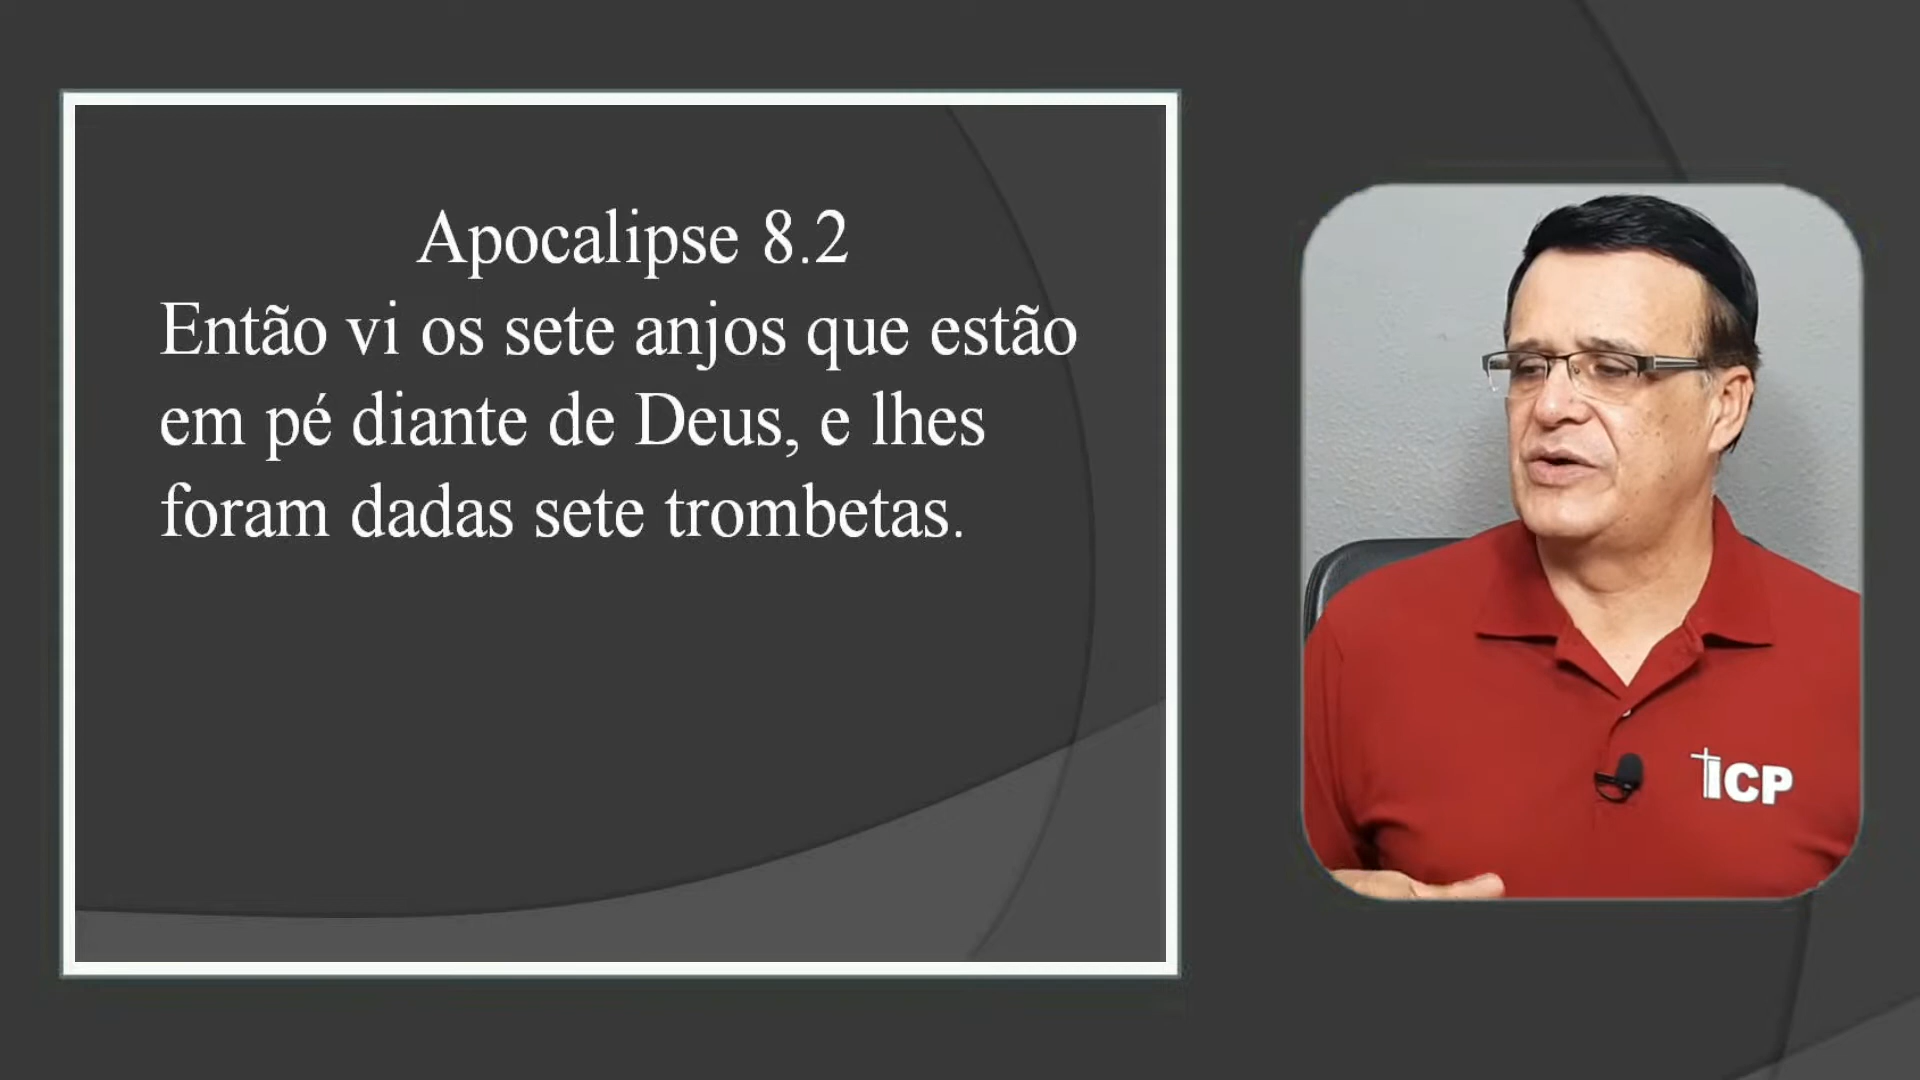 Apocalipse 8.2
Então vi os sete anjos que estão
em pé diante de Deus, e lhes
foram dadas sete trombetas.
ICP